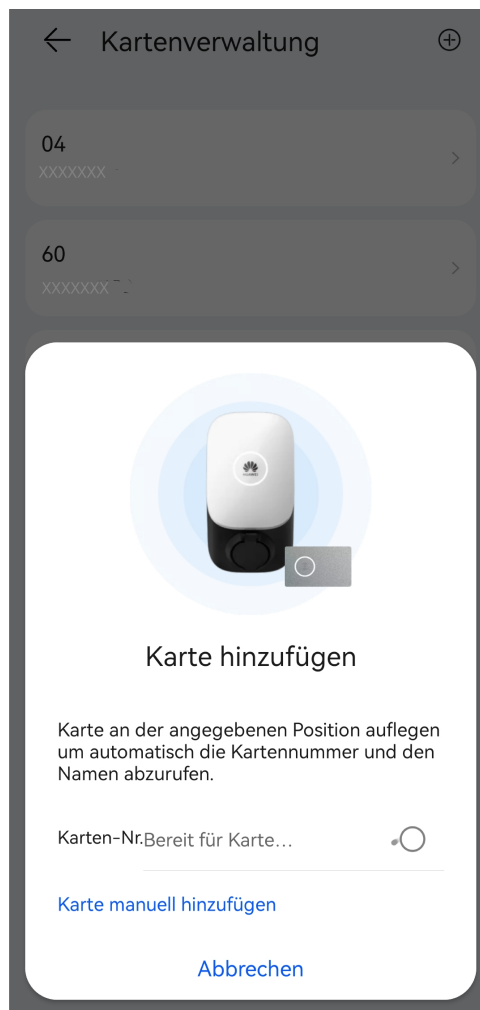 Kartenverwaltung
04
XXXXXXX
60
XXXXXXX
HUAWEI
Karte hinzufügen
Karte an der angegebenen Position auflegen
um automatisch die Kartennummer und den
Namen abzurufen.
Karten-Nr. Bereit für Karte...
Karte manuell hinzufügen
Abbrechen